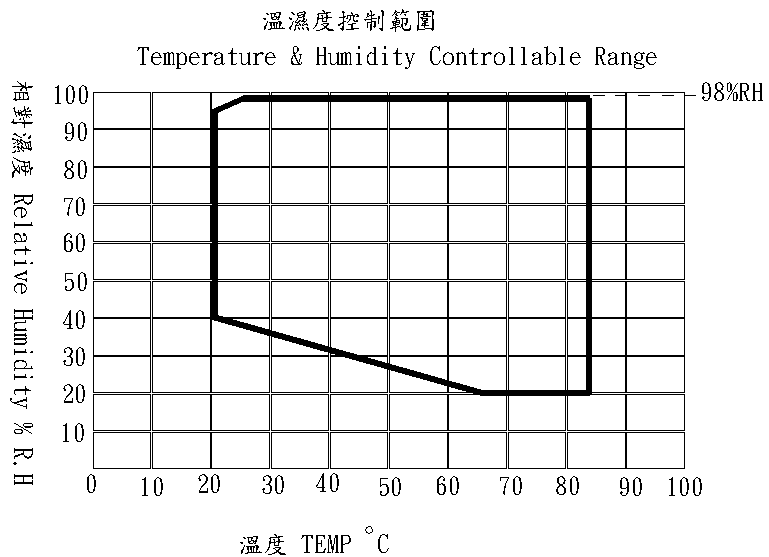 溫濕度控制範圍
Temperature & Humidity Controllable Range
相對濕度 Relative Humidity % R.H
100
98%RH
90
80
70
60
50
40
30
20
10
0 10 20 30 40 50 60 70 80 90 100
溫度 TEMP °C